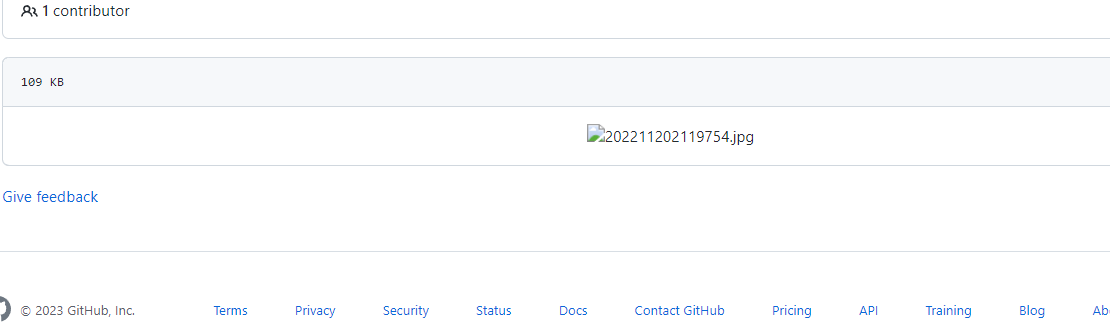 1 contributor
109 KB
202211202119754.jpg
Give feedback
© 2023 GitHub, Inc. Terms Privacy Security Status Docs Contact GitHub Pricing API Training Blog